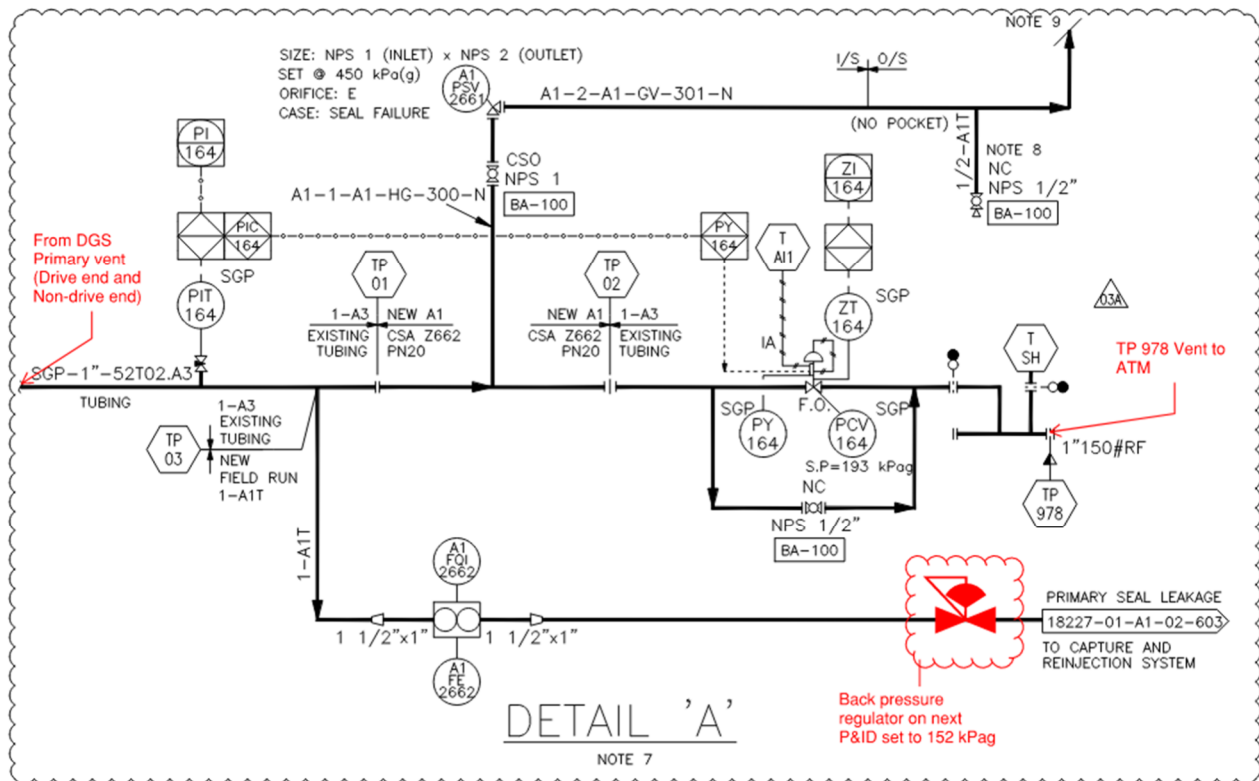 NOTE 9
SIZE: NPS 1 (INLET) x NPS 2 (OUTLET)
SET @ 450 kPa(g)
ORIFICE: E
CASE: SEAL FAILURE
A1
PSV
2661
I/S
O/S
A1-2-A1-GV-301-N
(NO POCKET)
1/2-A1T
NOTE 8
NC
NPS 1/2"
BA-100
PI
164
CSO
NPS 1
BA-100
A1-1-A1-HG-300-N
ZI
164
PIC
164
SGP
PY
164
T
AI1
From DGS
Primary vent
(Drive end and
Non-drive end)
PIT
164
TP
01
TP
02
ZT
164
SGP
03A
1-A3
EXISTING
TUBING
NEW A1
CSA Z662
PN20
NEW A1
CSA Z662
PN20
1-A3
EXISTING
TUBING
IA
T
SH
TP 978 Vent to
ATM
SGP-1"-52T02.A3
TUBING
F.O.
SGP
SGP
PY
164
PCV
164
S.P=193 kPag
1"150#RF
TP
978
TP
03
1-A3
EXISTING
TUBING
NEW
FIELD RUN
1-A1T
NC
NPS 1/2"
BA-100
1-A1T
A1
FQI
2662
1 1/2"x1"
1 1/2"x1"
A1
FE
2662
PRIMARY SEAL LEAKAGE
18227-01-A1-02-603
TO CAPTURE AND
REINJECTION SYSTEM
Back pressure
regulator on next
P&ID set to 152 kPag
DETAIL 'A'
NOTE 7